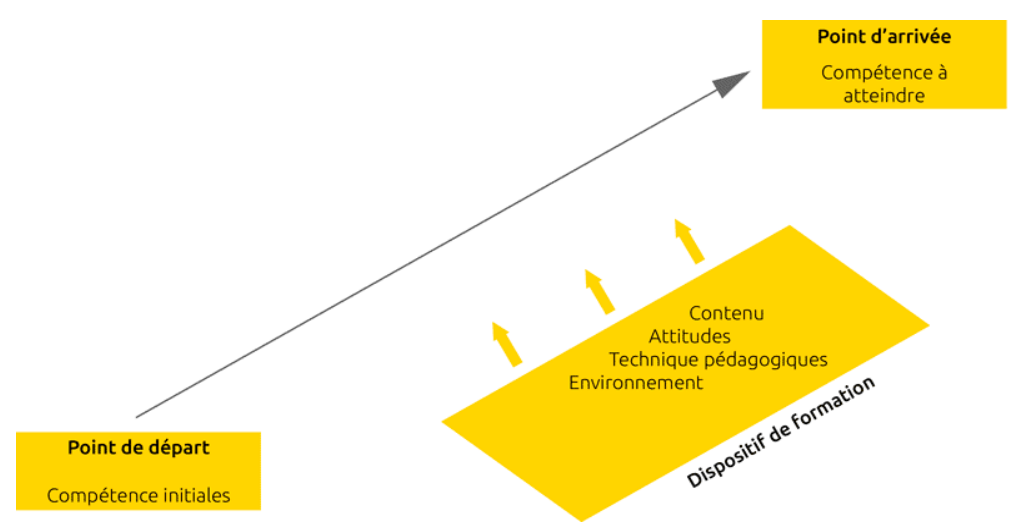 Point d'arrivée
Compétence à
atteindre
Contenu
Attitudes
Technique pédagogiques
Environnement
Dispositif de formation
Point de départ
Compétence initiales